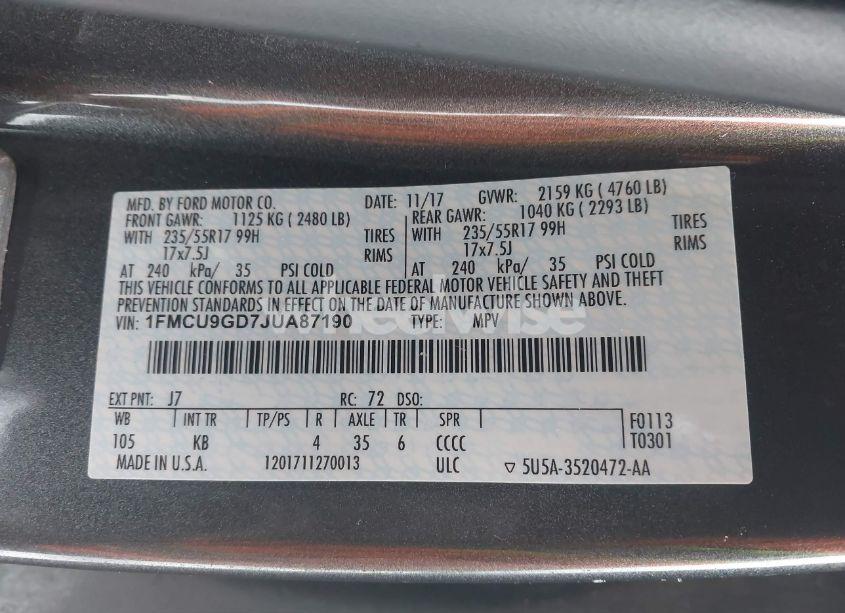 MFD. BY FORD MOTOR CO. DATE: 11/17 GVWR: 2159 KG ( 4760 LB)
FRONT GAWR: 1125 KG ( 2480 LB) REAR GAWR: 1040 KG ( 2293 LB)
WITH 235/55R17 99H TIRES WITH 235/55R17 99H TIRES
17x7.5J RIMS 17x7.5J RIMS
AT 240 kPa/ 35 PSI COLD AT 240 kPa/ 35 PSI COLD
THIS VEHICLE CONFORMS TO ALL APPLICABLE FEDERAL MOTOR VEHICLE SAFETY AND THEFT
PREVENTION STANDARDS IN EFFECT ON THE DATE OF MANUFACTURE SHOWN ABOVE.
VIN: 1FMCU9GD7JUA87190 TYPE: MPV
EXT PNT: J7 RC: 72 DSO:
WB INT TR TP/PS R AXLE TR SPR F0113
105 KB 4 35 6 CCCC T0301
MADE IN U.S.A. 1201711270013 ULC ▽ 5U5A-3520472-AA